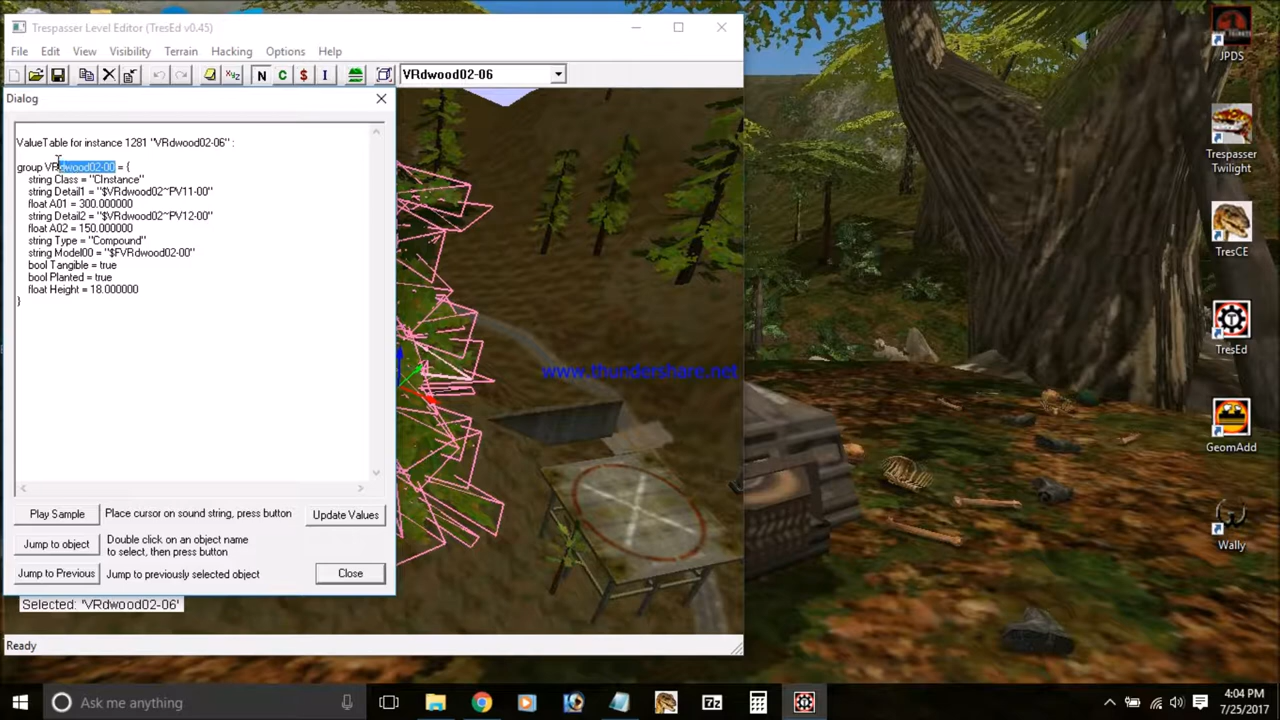 Trespasser Level Editor (TresEd v0.45)
File Edit View Visibility Terrain Hacking Options Help
N C $ I VRdwood02-06
Dialog
ValueTable for instance 1281 "VRdwood02-06" :
group VRdwood02-00 = {
string Class = "CInstance"
string Detail1 = "$VRdwood02~PV11-00"
float A01 = 300.000000
string Detail2 = "$VRdwood02~PV12-00"
float A02 = 150.000000
string Type = "Compound"
string Model00 = "$FVRdwood02-00"
bool Tangible = true
bool Planted = true
float Height = 18.000000
}
Play Sample Place cursor on sound string, press button Update Values
Jump to object Double click on an object name
to select, then press button
Jump to Previous Jump to previously selected object Close
Selected: 'VRdwood02-06'
Ready
www.thundershare.net
JPDS
Trespasser
Twilight
TresCE
TresEd
GeomAdd
Wally
Ask me anything
7z
4:04 PM
7/25/2017